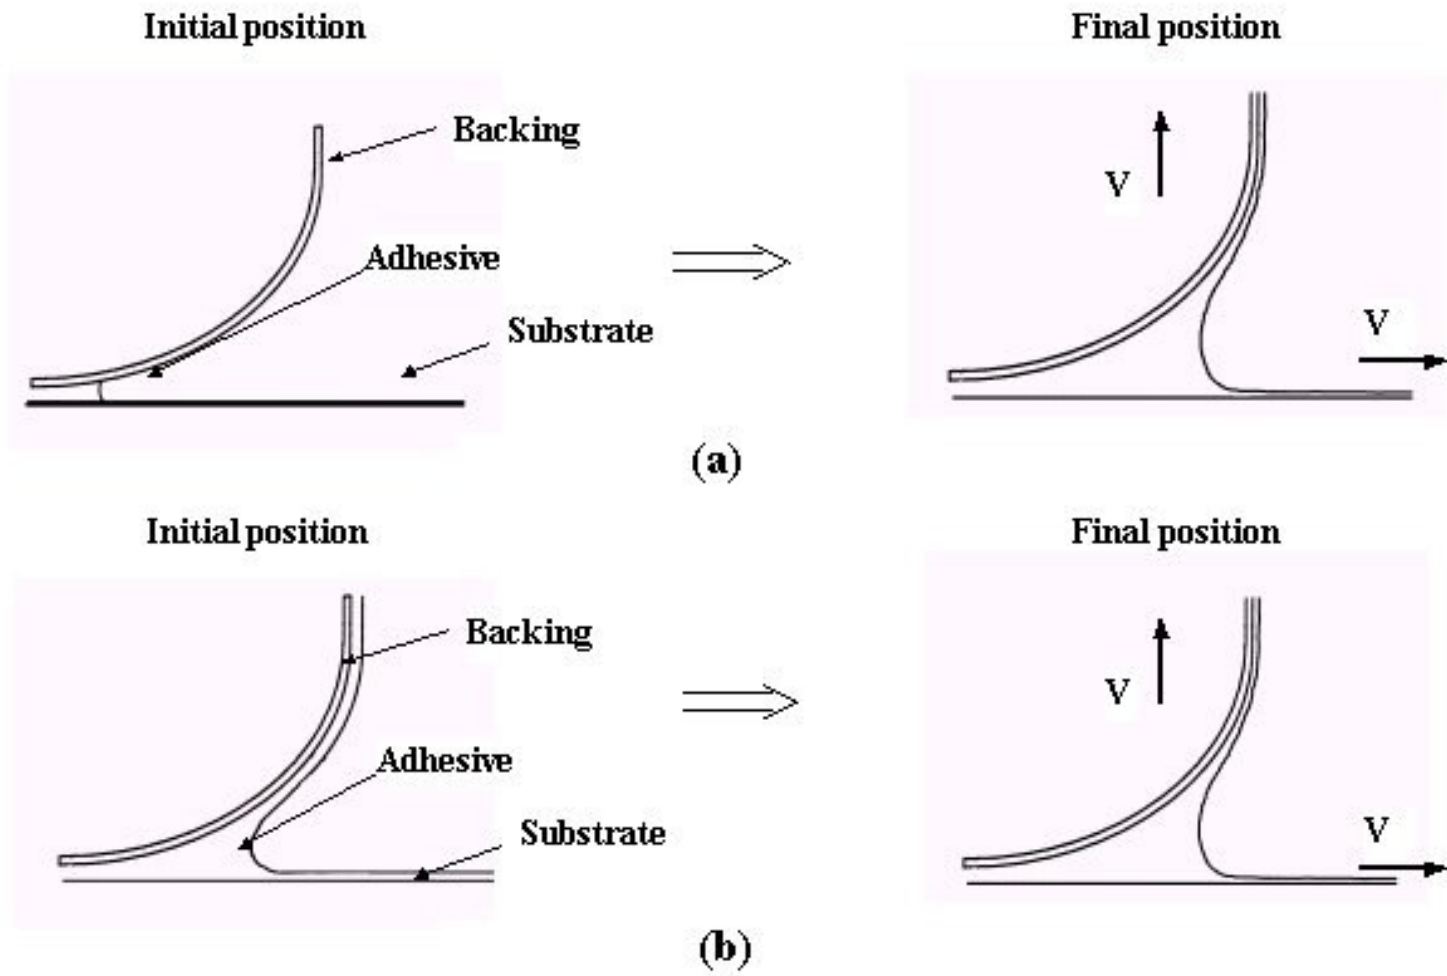 Initial position
Final position
Backing
V
Adhesive
Substrate
V
(a)
Initial position
Final position
Backing
V
Adhesive
Substrate
V
(b)